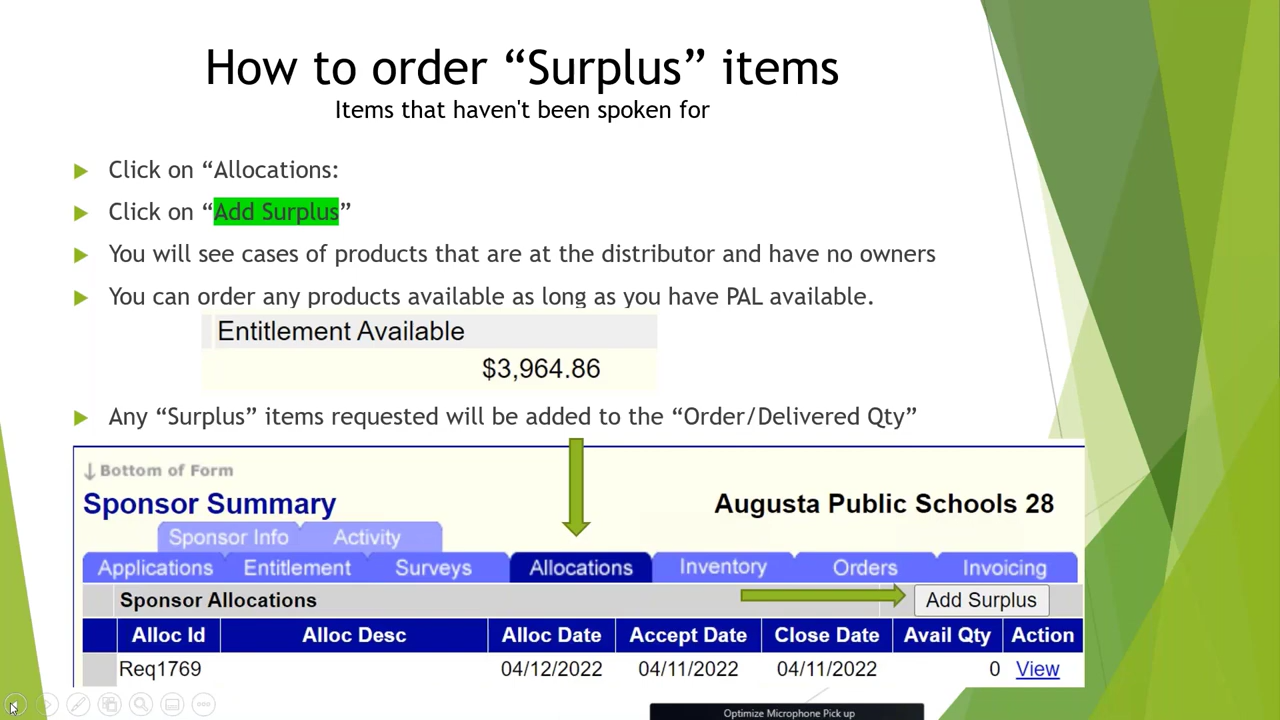 How to order “Surplus” items
Items that haven't been spoken for
Click on “Allocations:
Click on “Add Surplus”
You will see cases of products that are at the distributor and have no owners
You can order any products available as long as you have PAL available.
Entitlement Available
$3,964.86
Any “Surplus” items requested will be added to the “Order/Delivered Qty”
Bottom of Form
Sponsor Summary Augusta Public Schools 28
Sponsor Info Activity
Applications Entitlement Surveys Allocations Inventory Orders Invoicing
Sponsor Allocations Add Surplus
Alloc Id Alloc Desc Alloc Date Accept Date Close Date Avail Qty Action
Req1769 04/12/2022 04/11/2022 04/11/2022 0 View
Optimize Microphone Pick up